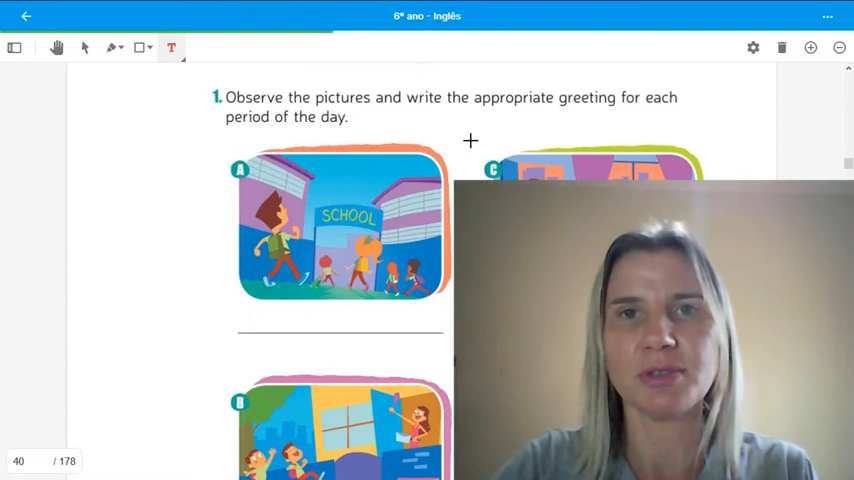 6º ano - Inglês
T
1. Observe the pictures and write the appropriate greeting for each
period of the day.
A
C
SCHOOL
B
40 / 178